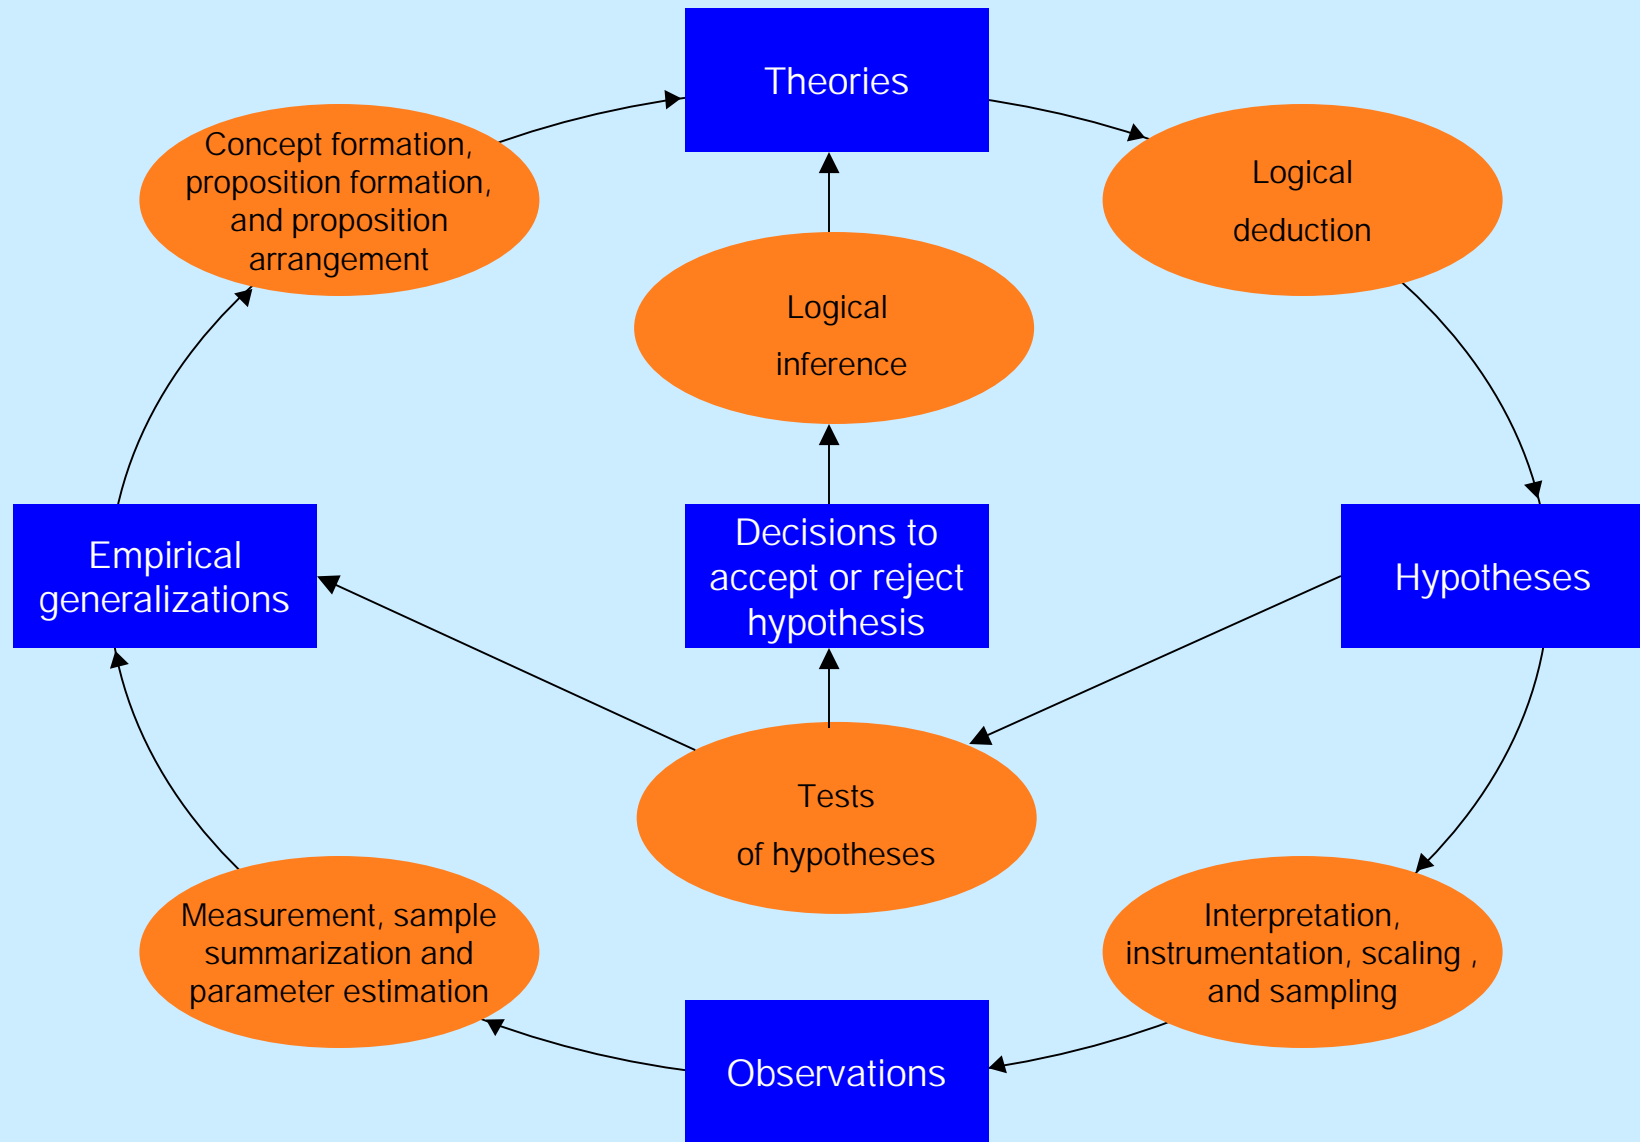 Theories
Concept formation,
proposition formation,
and proposition
arrangement
Logical
deduction
Logical
inference
Empirical
generalizations
Decisions to
accept or reject
hypothesis
Hypotheses
Tests
of hypotheses
Measurement, sample
summarization and
parameter estimation
Interpretation,
instrumentation, scaling ,
and sampling
Observations